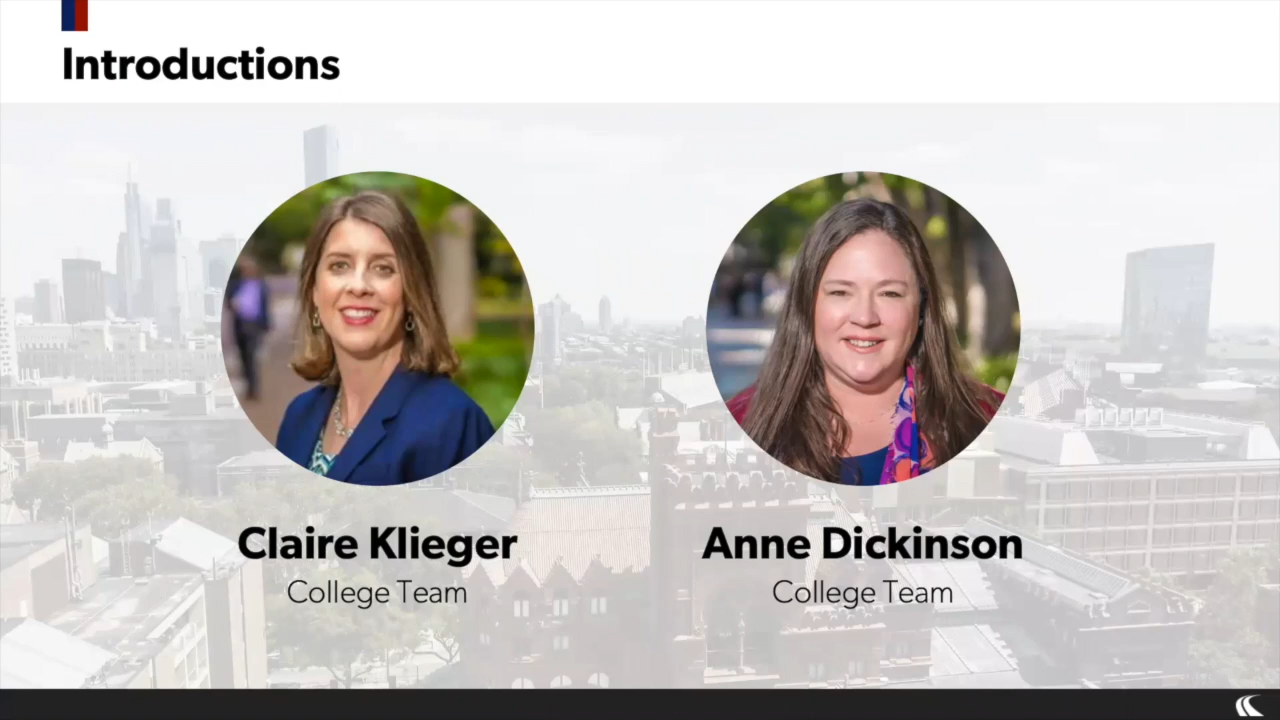 Introductions
Claire Klieger
College Team
Anne Dickinson
College Team